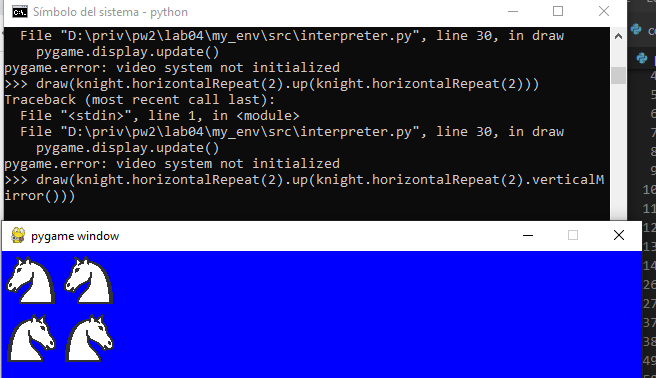 Símbolo del sistema - python
File "D:\priv\pw2\lab04\my_env\src\interpreter.py", line 30, in draw
pygame.display.update()
pygame.error: video system not initialized
>>> draw(knight.horizontalRepeat(2).up(knight.horizontalRepeat(2)))
Traceback (most recent call last):
File "<stdin>", line 1, in <module>
File "D:\priv\pw2\lab04\my_env\src\interpreter.py", line 30, in draw
pygame.display.update()
pygame.error: video system not initialized
>>> draw(knight.horizontalRepeat(2).up(knight.horizontalRepeat(2).verticalM
irror()))
pygame window